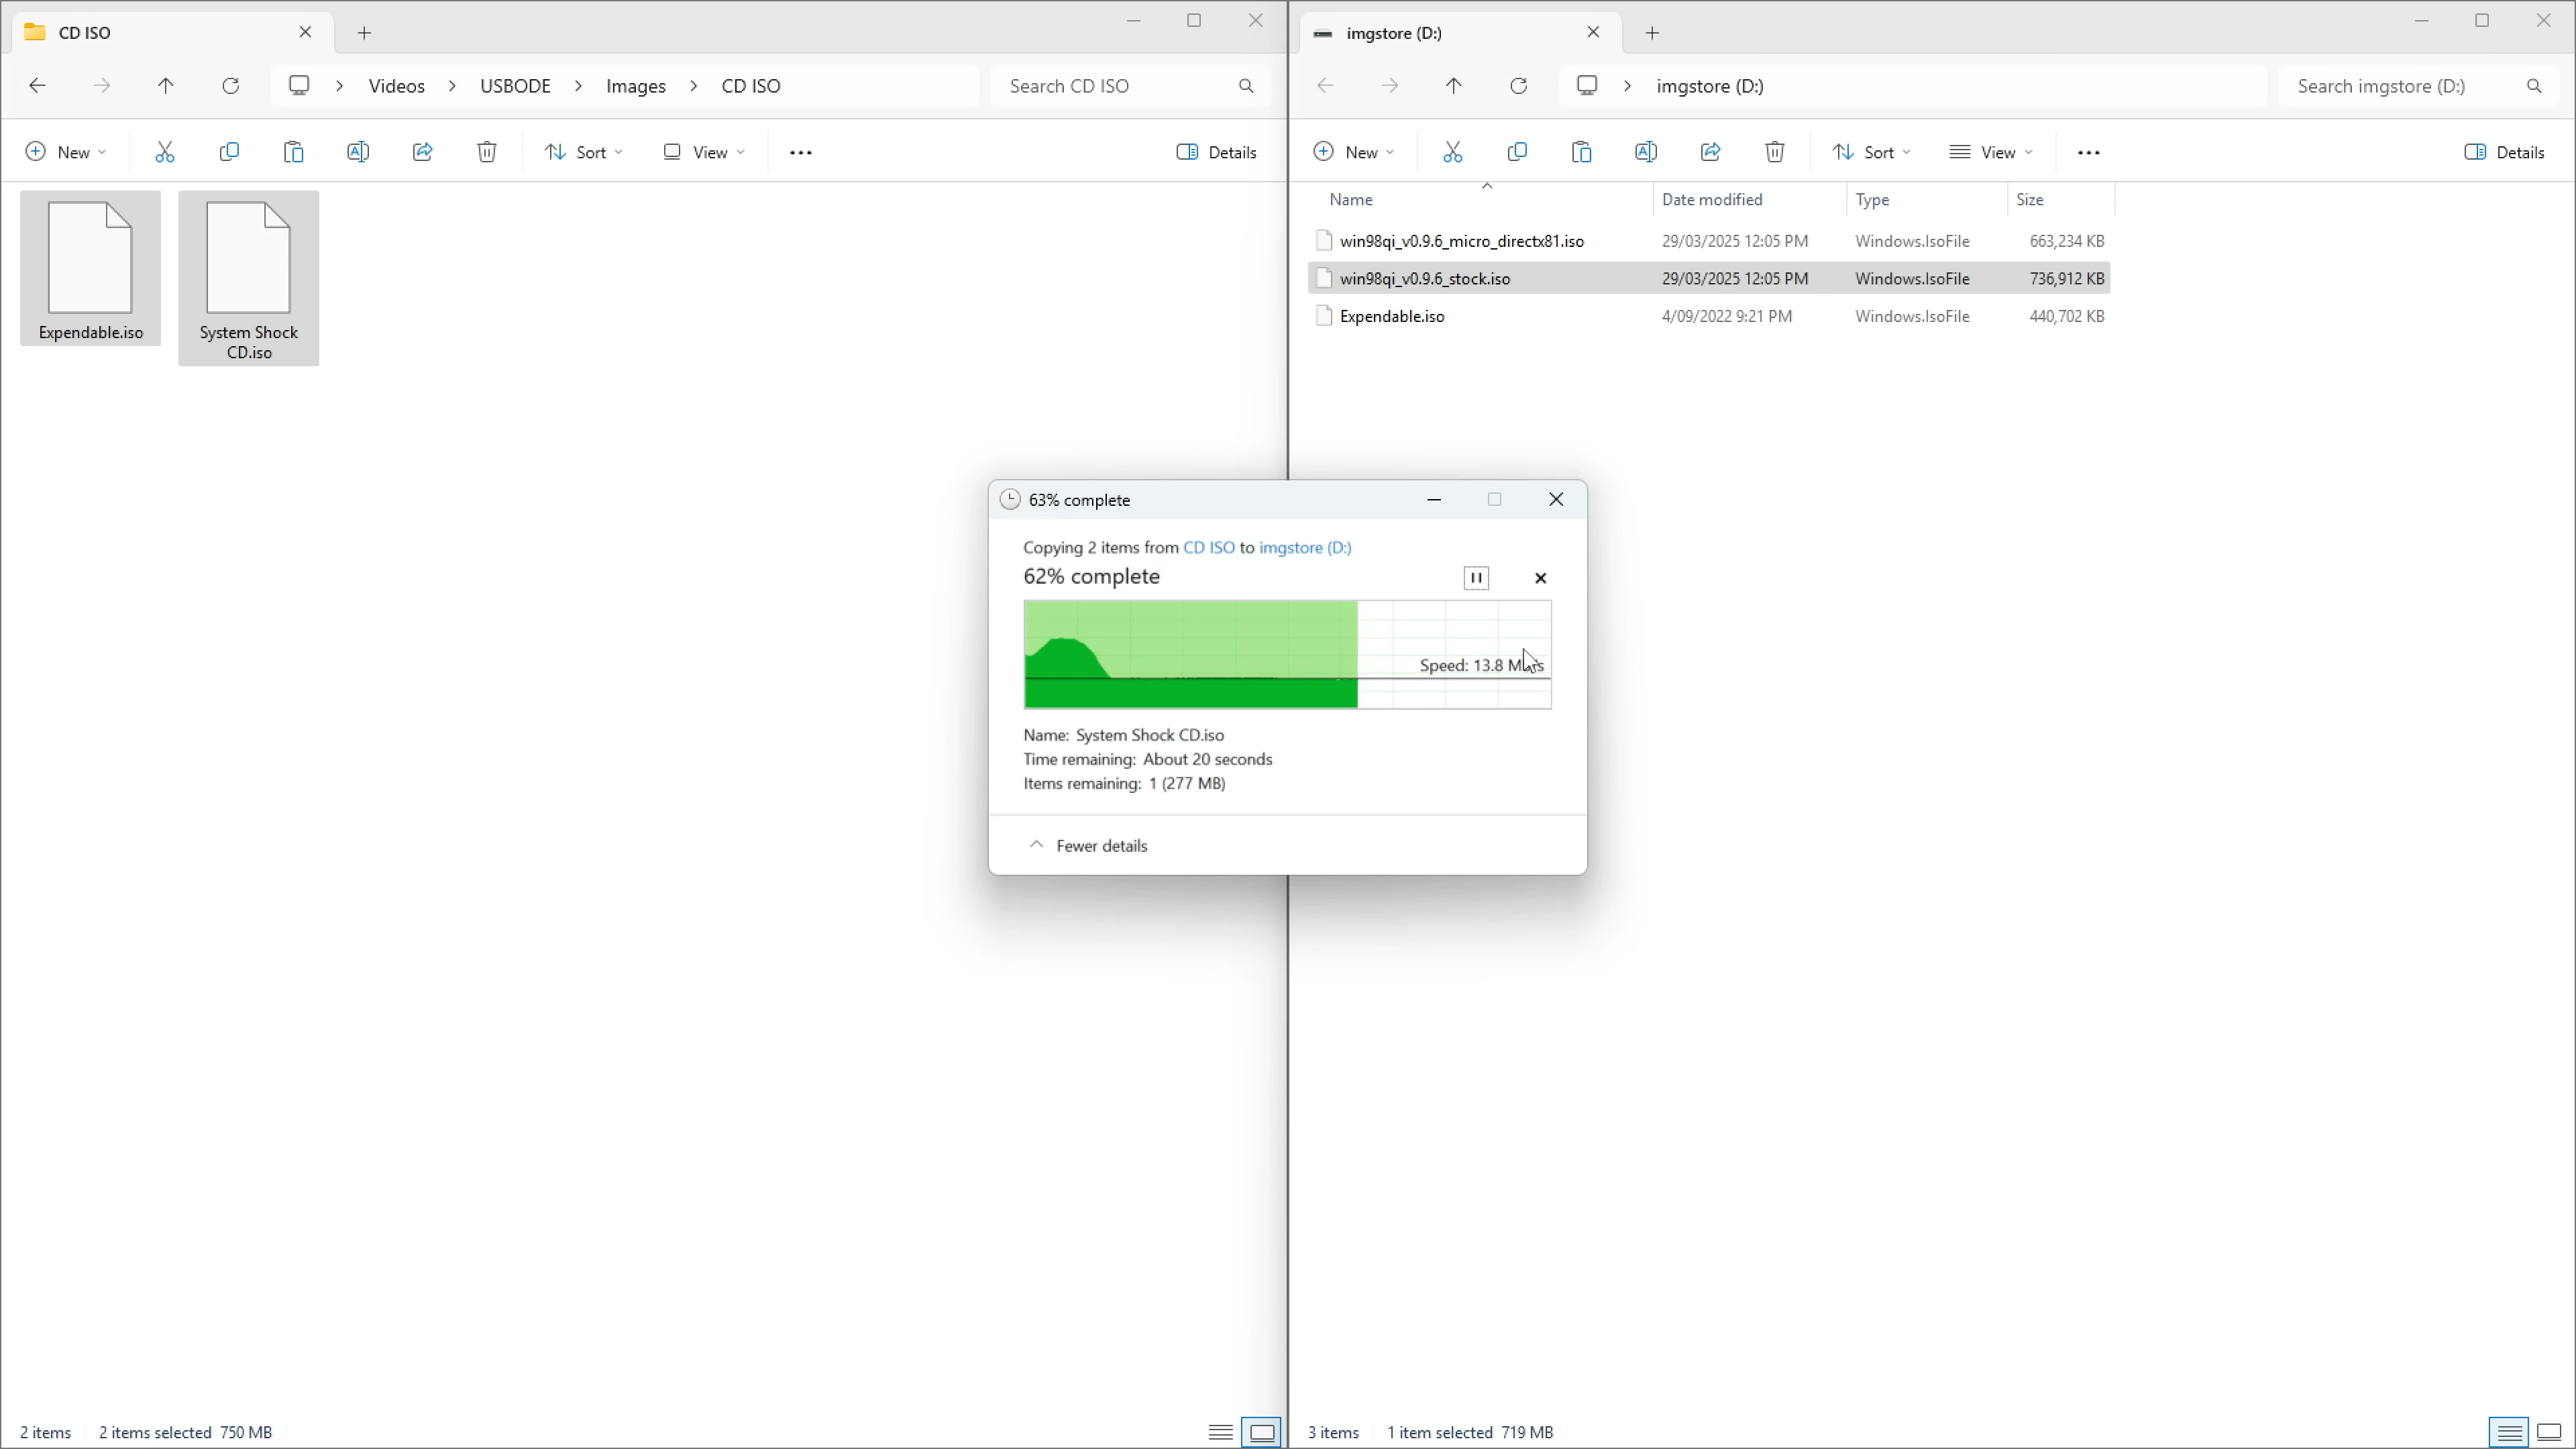 CD ISO
Videos > USBODE > Images > CD ISO
Search CD ISO
New
Sort
View
Details
Expendable.iso
System Shock
CD.iso
2 items 2 items selected 750 MB
imgstore (D:)
imgstore (D:)
Search imgstore (D:)
New
Sort
View
Details
Name Date modified Type Size
win98qi_v0.9.6_micro_directx81.iso 29/03/2025 12:05 PM Windows.IsoFile 663,234 KB
win98qi_v0.9.6_stock.iso 29/03/2025 12:05 PM Windows.IsoFile 736,912 KB
Expendable.iso 4/09/2022 9:21 PM Windows.IsoFile 440,702 KB
63% complete
Copying 2 items from CD ISO to imgstore (D:)
62% complete
Speed: 13.8
Name: System Shock CD.iso
Time remaining: About 20 seconds
Items remaining: 1 (277 MB)
Fewer details
3 items 1 item selected 719 MB